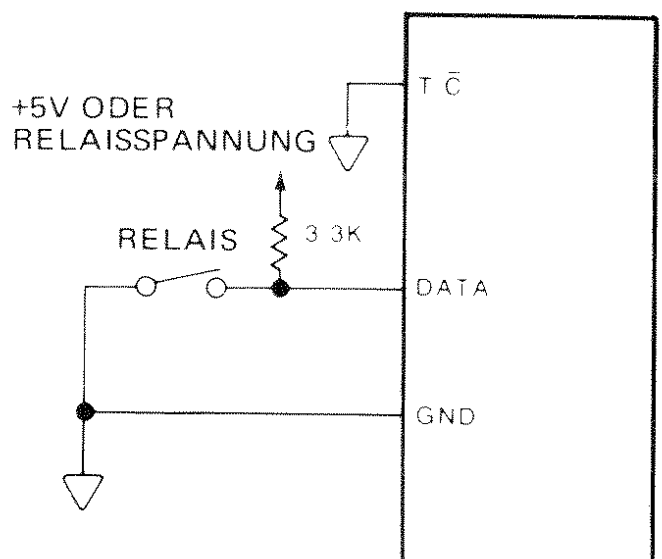 T C̄
+5V ODER
RELAISSPANNUNG
RELAIS
3 3K
DATA
GND